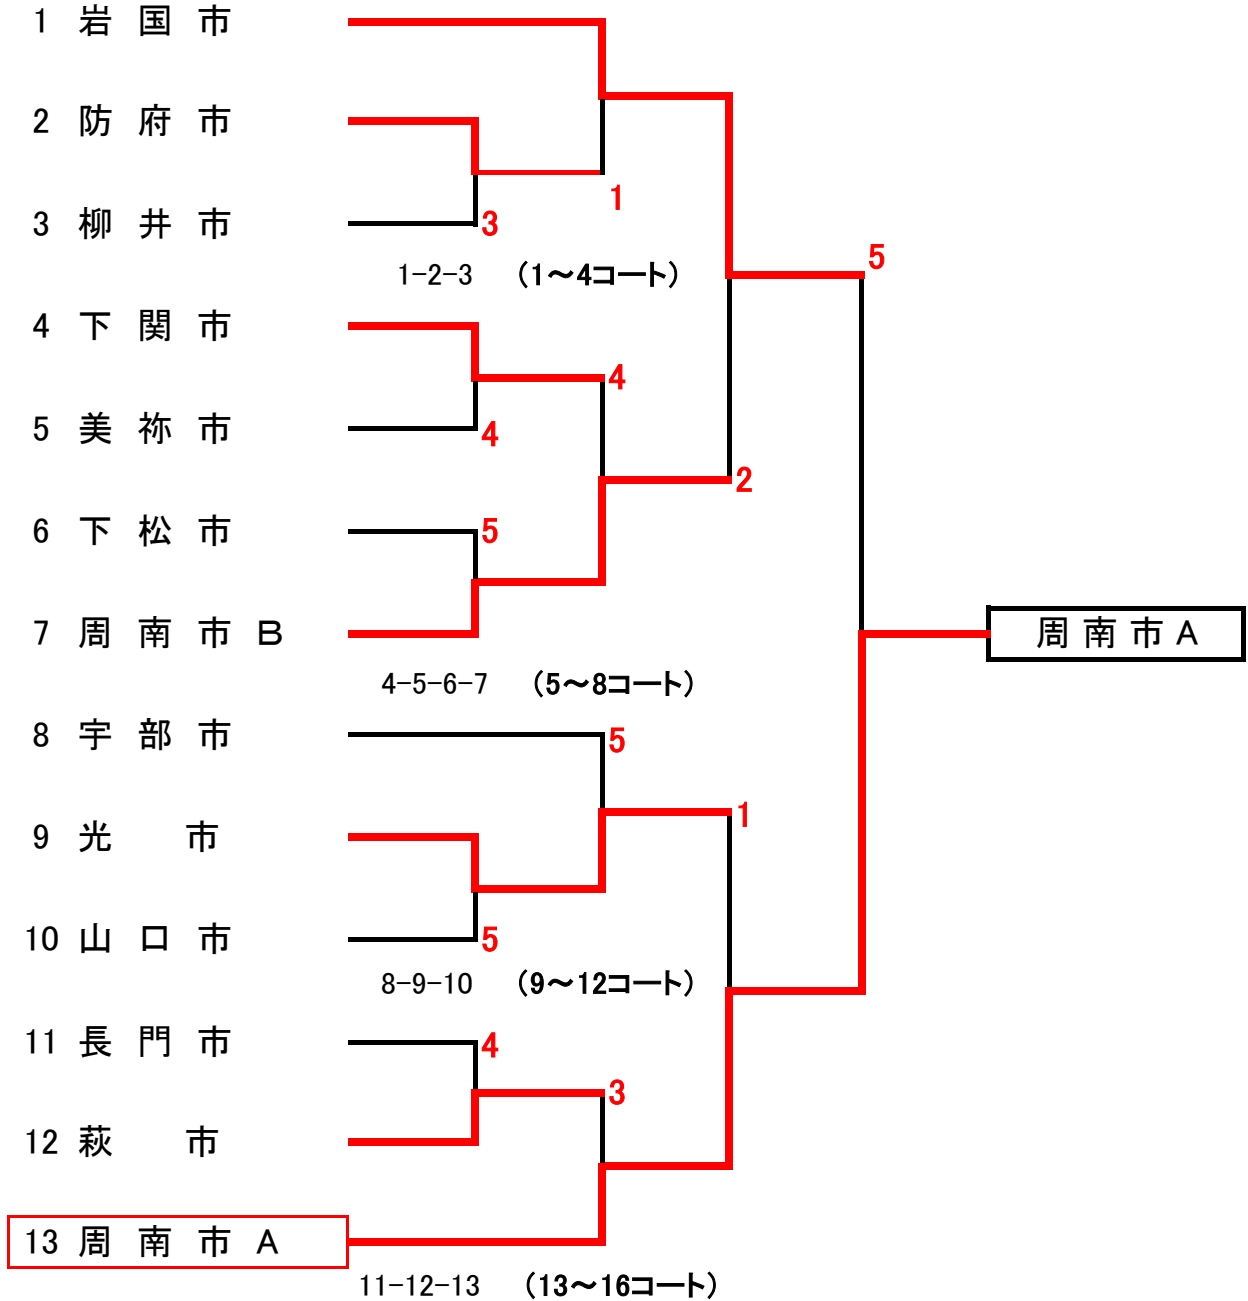 1 岩 国 市
2 防 府 市
1
3 柳 井 市
3
1-2-3 (1～4コート)
5
4 下 関 市
4
5 美 祢 市
4
2
6 下 松 市
5
7 周 南 市 B
周 南 市 A
4-5-6-7 (5～8コート)
8 宇 部 市
5
1
9 光 市
10 山 口 市
5
8-9-10 (9～12コート)
11 長 門 市
4
3
12 萩 市
13 周 南 市 A
11-12-13 (13～16コート)